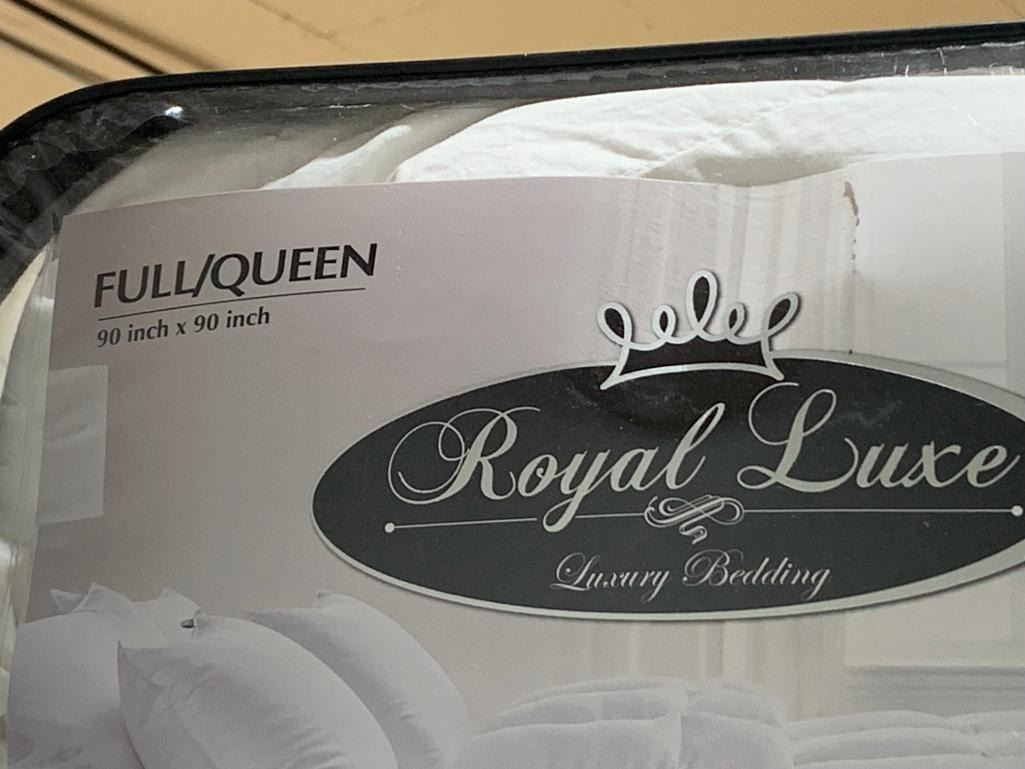 FULL/QUEEN
90 inch x 90 inch
Royal Luxe
Luxury Bedding